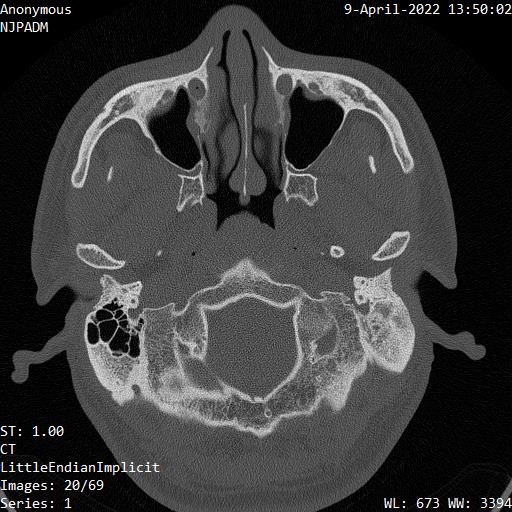 Anonymous
NJPADM
9-April-2022 13:50:02
ST: 1.00
CT
LittleEndianImplicit
Images: 20/69
Series: 1
WL: 673 WW: 3394